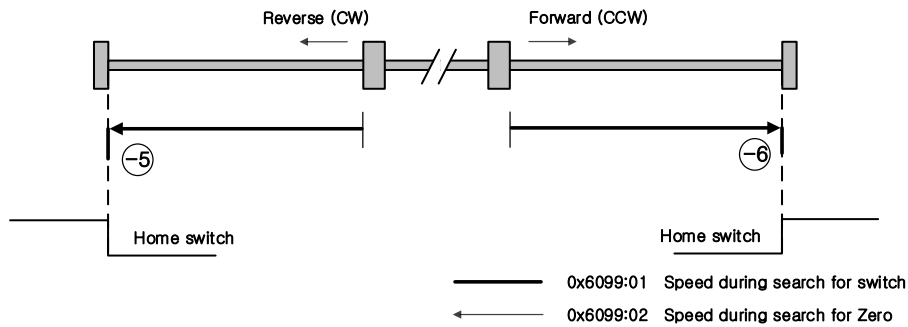 Reverse (CW)
Forward (CCW)
-5
-6
Home switch
Home switch
0x6099:01 Speed during search for switch
0x6099:02 Speed during search for Zero